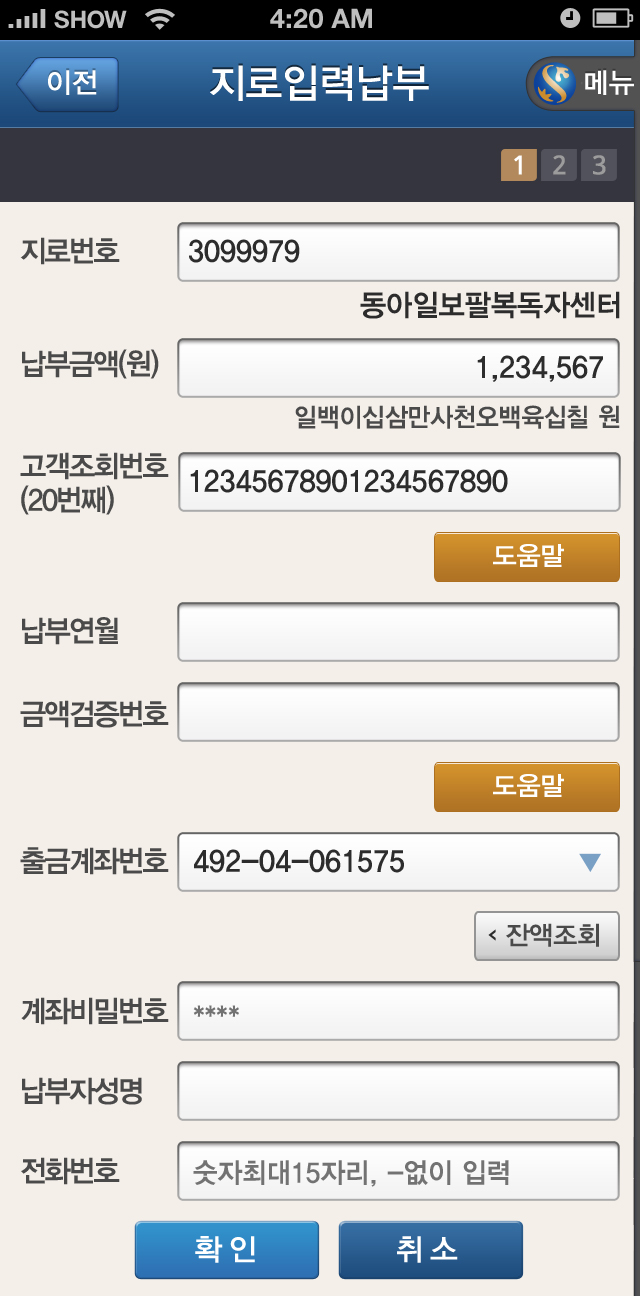 SHOW 4:20 AM
이전 지로입력납부 메뉴
1 2 3
지로번호 3099979
동아일보팔복독자센터
납부금액(원) 1,234,567
일백이십삼만사천오백육십칠 원
고객조회번호
(20번째) 12345678901234567890
도움말
납부연월
금액검증번호
도움말
출금계좌번호 492-04-061575
< 잔액조회
계좌비밀번호 ****
납부자성명
전화번호 숫자최대15자리, -없이 입력
확인 취소